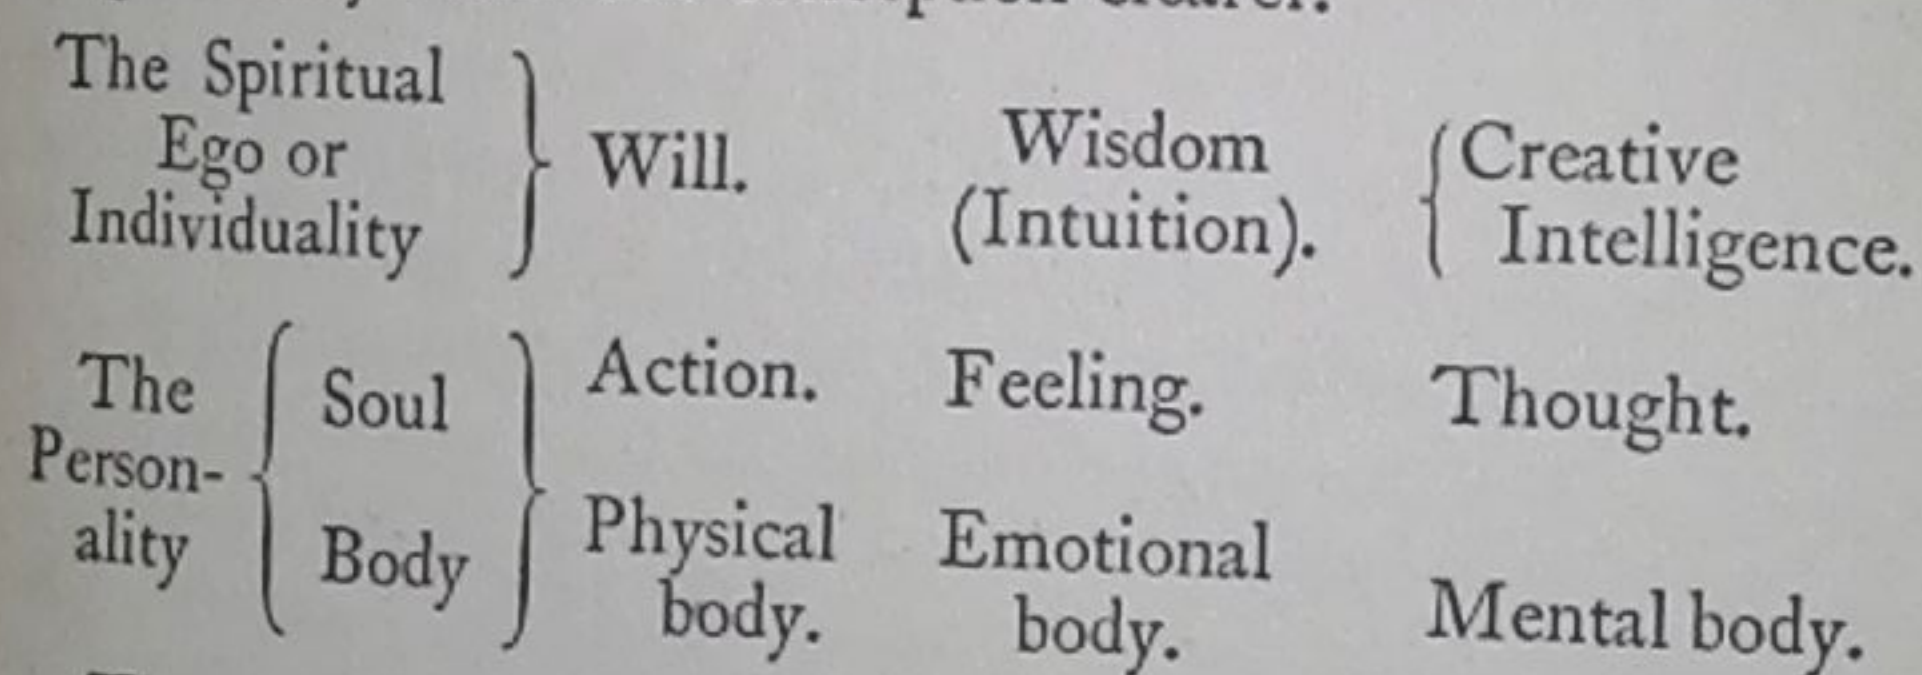 The Spiritual
Ego or
Individuality
Will.
Wisdom
(Intuition).
Creative
Intelligence.
The
Person-
ality
Soul
Body
Action.
Feeling.
Thought.
Physical
body.
Emotional
body.
Mental body.